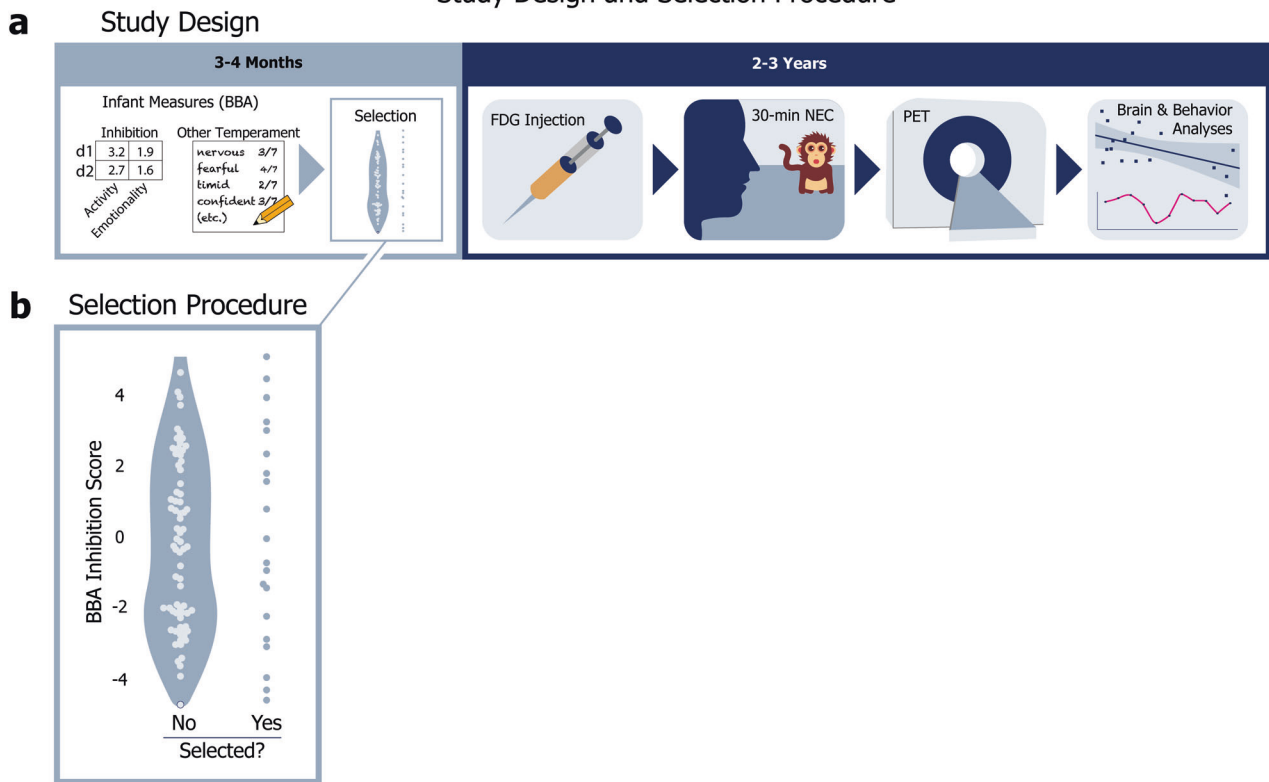 Study Design and Selection Procedure
a Study Design
3-4 Months
2-3 Years
Infant Measures (BBA)
Inhibition
d1 3.2 1.9
d2 2.7 1.6
Activity
Emotionality
Other Temperament
nervous 3/7
fearful 4/7
timid 2/7
confident 3/7
(etc.)
Selection
FDG Injection
30-min NEC
PET
Brain & Behavior
Analyses
b Selection Procedure
BBA Inhibition Score
4
2
0
-2
-4
No Yes
Selected?